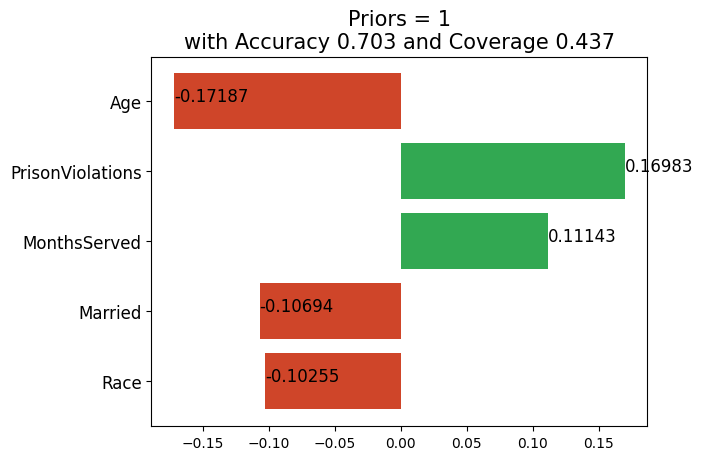 Priors = 1
with Accuracy 0.703 and Coverage 0.437
Age
-0.17187
PrisonViolations
0.16983
MonthsServed
0.11143
Married
-0.10694
Race
-0.10255
−0.15 −0.10 −0.05 0.00 0.05 0.10 0.15